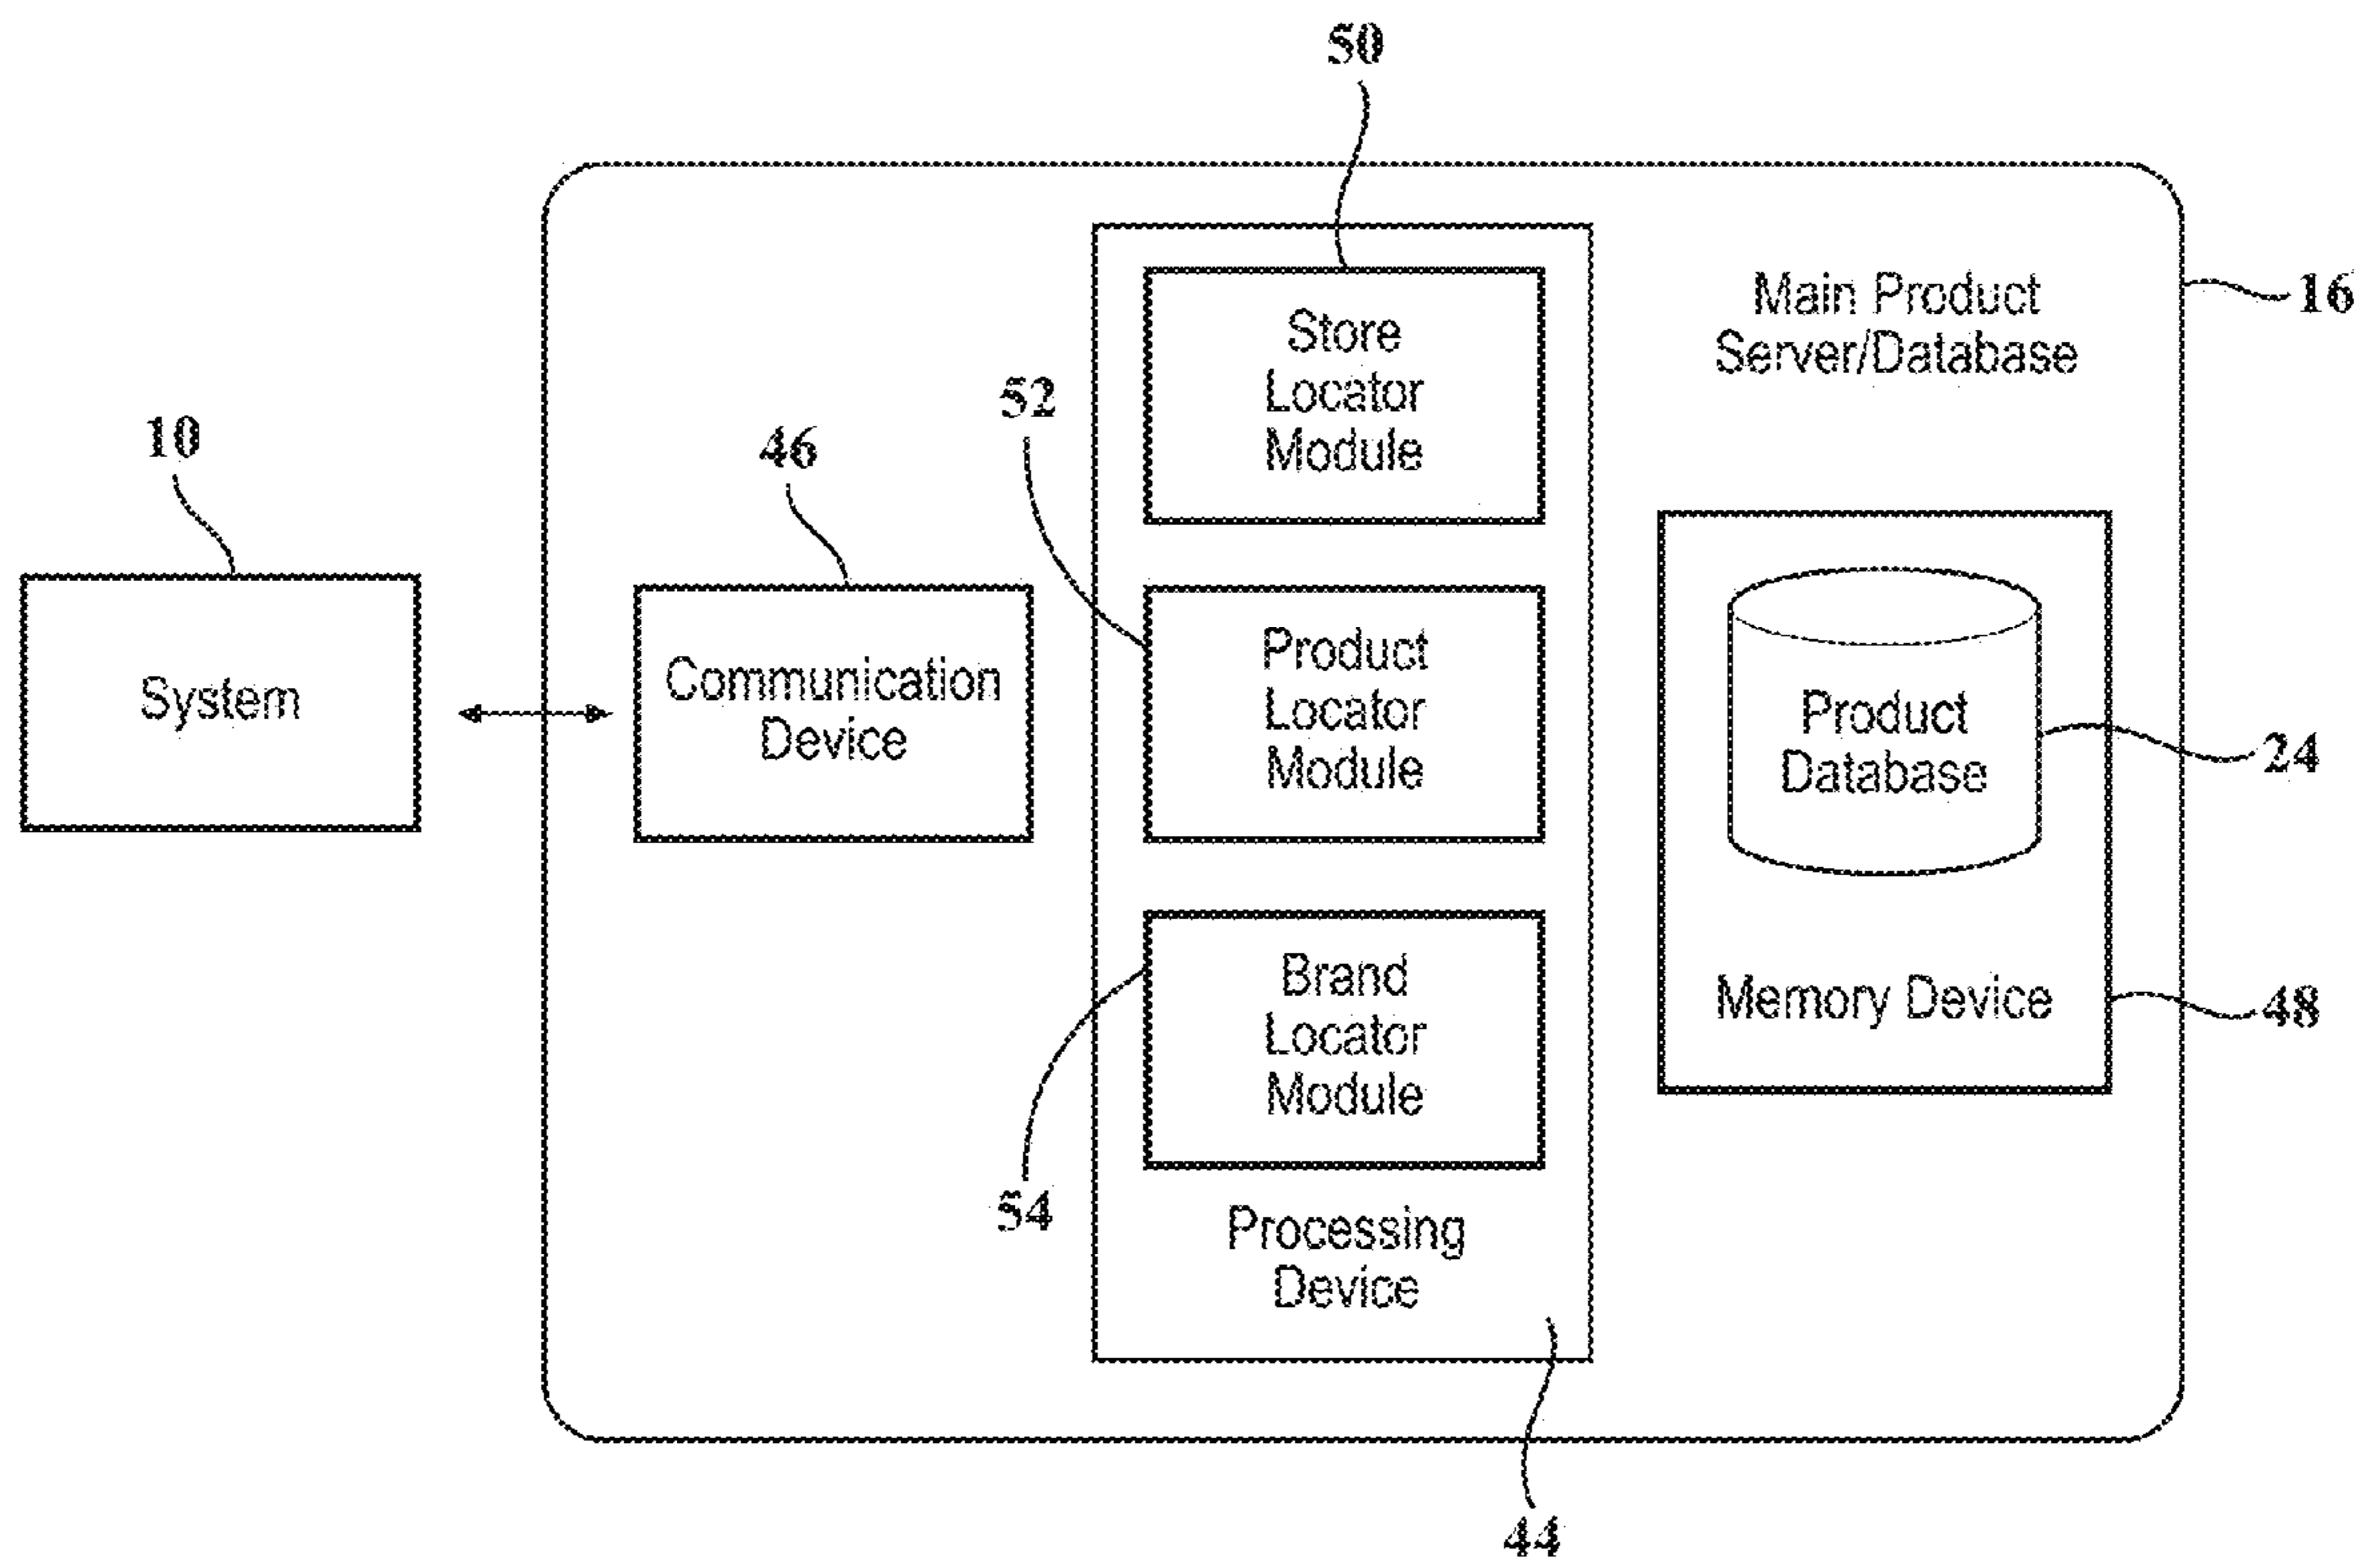 50
Store
Locator
Module
Main Product
Server/Database
16
52
10
System
46
Communication
Device
Product
Locator
Module
Product
Database
24
Brand
Locator
Module
Memory Device
48
54
Processing
Device
44